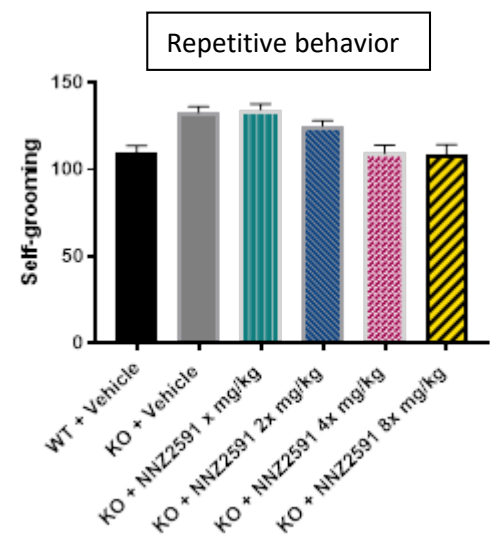 Repetitive behavior
150
100
50
0
Self-grooming
WT + Vehicle
KO + Vehicle
KO + NNZ2591 x mg/kg
KO + NNZ2591 2x mg/kg
KO + NNZ2591 4x mg/kg
KO + NNZ2591 8x mg/kg